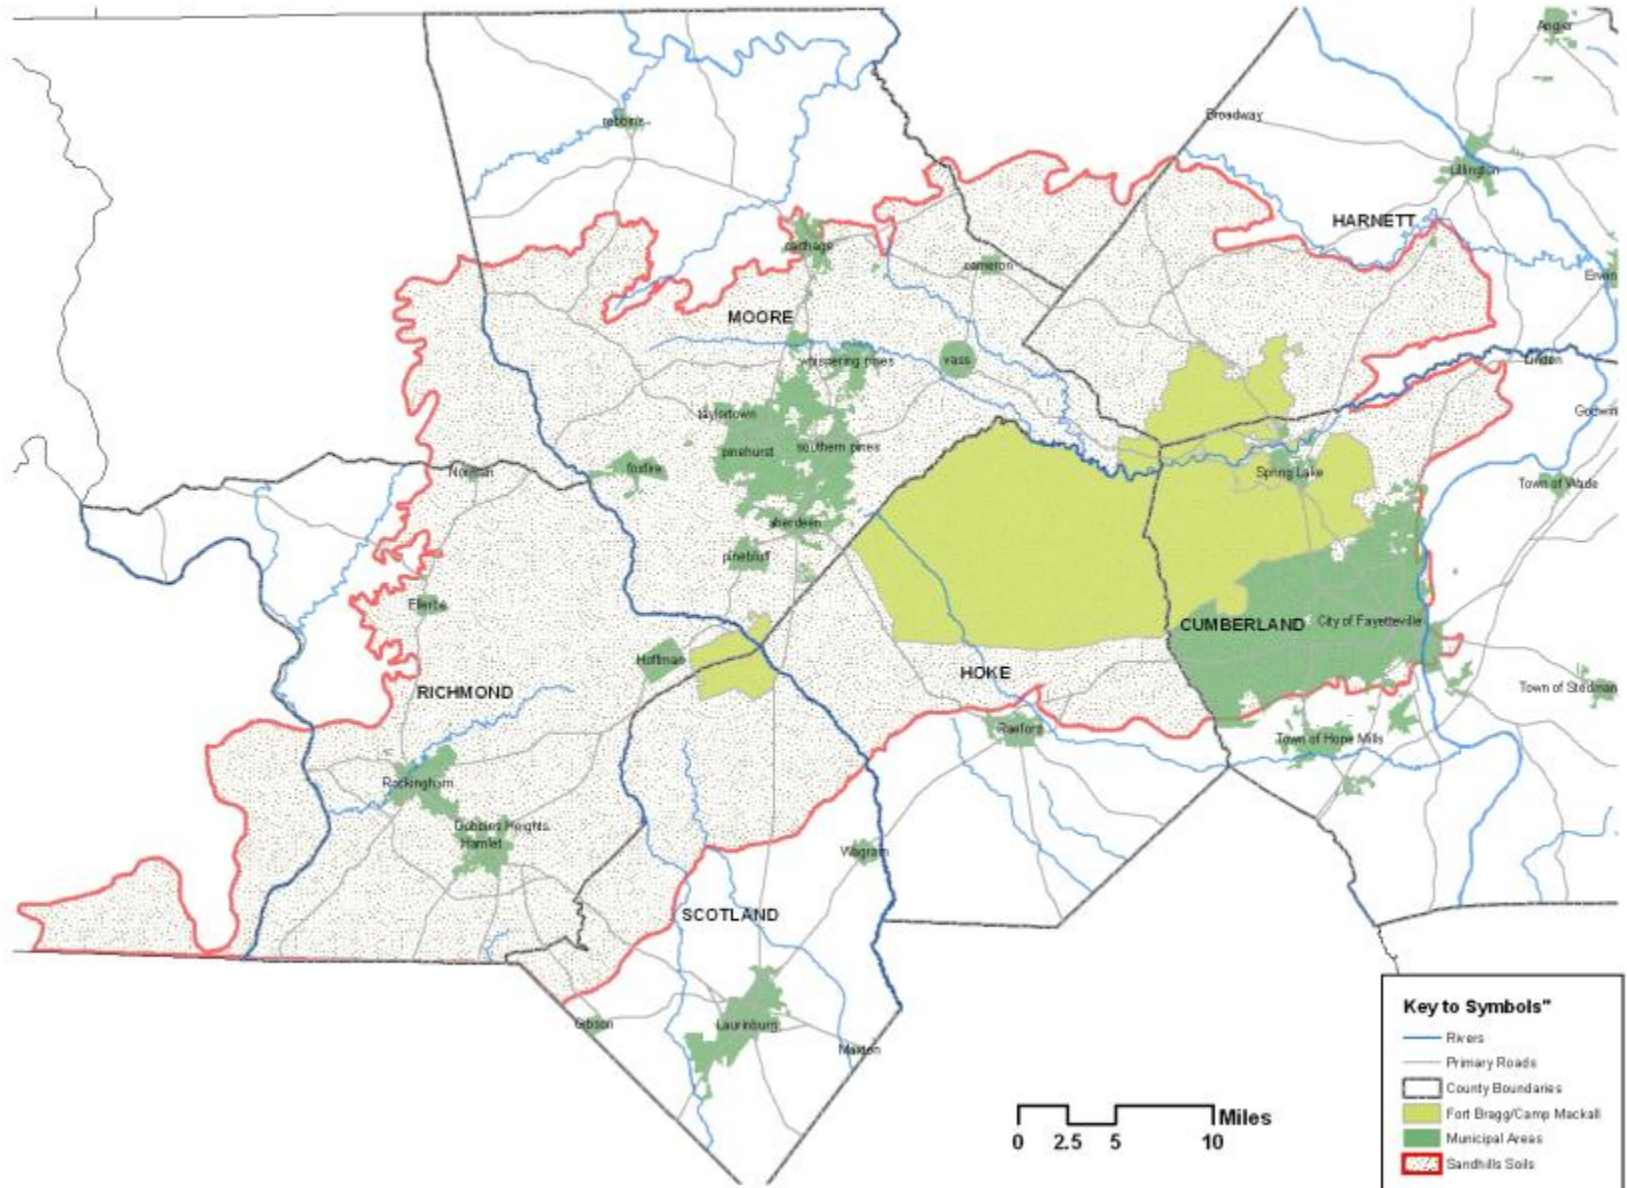 Angier
Broadway
robbins
Lillington
HARNETT
carthage
cameron
Erwin
MOORE
whispering pines
vass
Linden
taylortown
Godwin
pinehurst
southern pines
Norman
foxfire
Spring Lake
Town of Wade
aberdeen
pinebluff
Ellerbe
CUMBERLAND
City of Fayetteville
Hoffman
HOKE
RICHMOND
Town of Stedman
Raeford
Town of Hope Mills
Rockingham
Dobbins Heights
Hamlet
Wagram
SCOTLAND
Gibson
Laurinburg
Maxton
Key to Symbols"
Rivers
Primary Roads
County Boundaries
Fort Bragg/Camp Mackall
Municipal Areas
Sandhills Soils
Miles
0 2.5 5 10